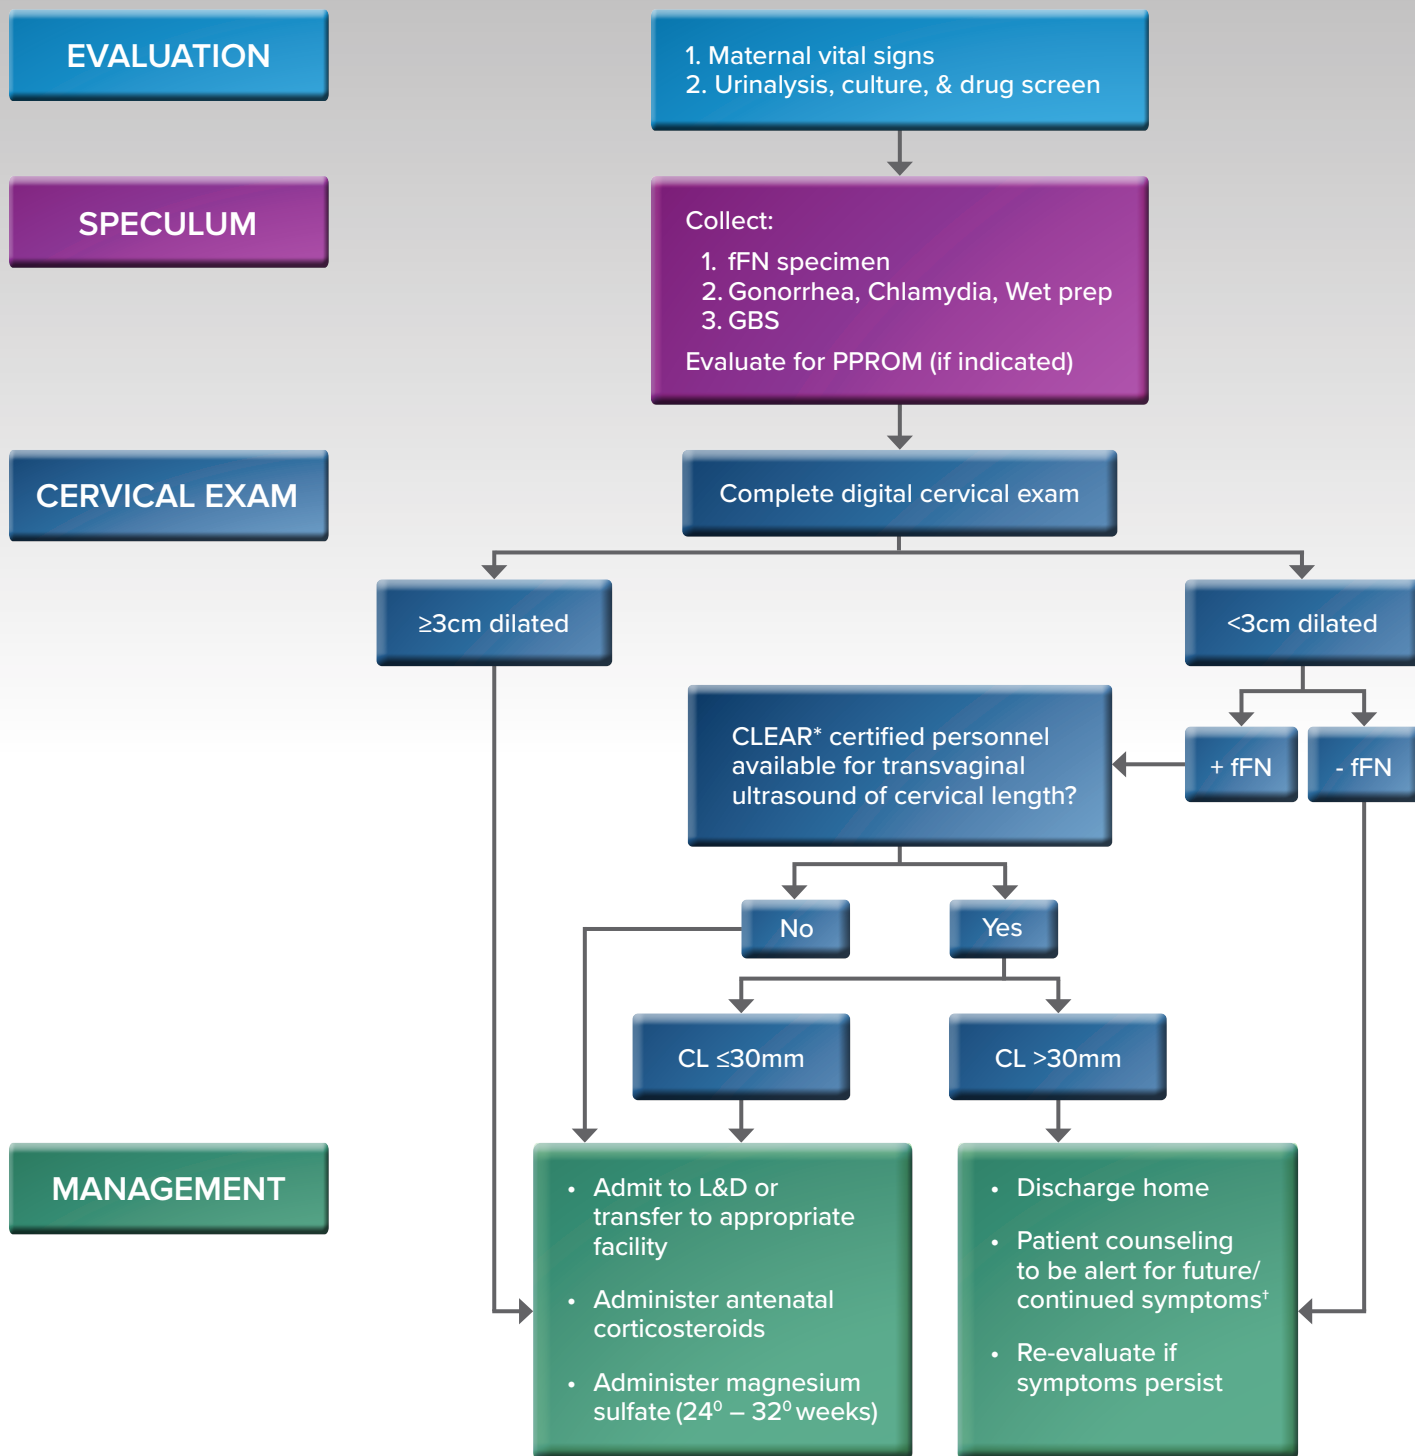 EVALUATION
1. Maternal vital signs
2. Urinalysis, culture, & drug screen
SPECULUM
Collect:
1. fFN specimen
2. Gonorrhea, Chlamydia, Wet prep
3. GBS
Evaluate for PPROM (if indicated)
CERVICAL EXAM
Complete digital cervical exam
≥3cm dilated
<3cm dilated
CLEAR* certified personnel
available for transvaginal
ultrasound of cervical length?
+ fFN
- fFN
No
Yes
CL ≤30mm
CL >30mm
MANAGEMENT
• Admit to L&D or
transfer to appropriate
facility
• Administer antenatal
corticosteroids
• Administer magnesium
sulfate (24⁰ – 32⁰ weeks)
• Discharge home
• Patient counseling
to be alert for future/
continued symptoms†
• Re-evaluate if
symptoms persist